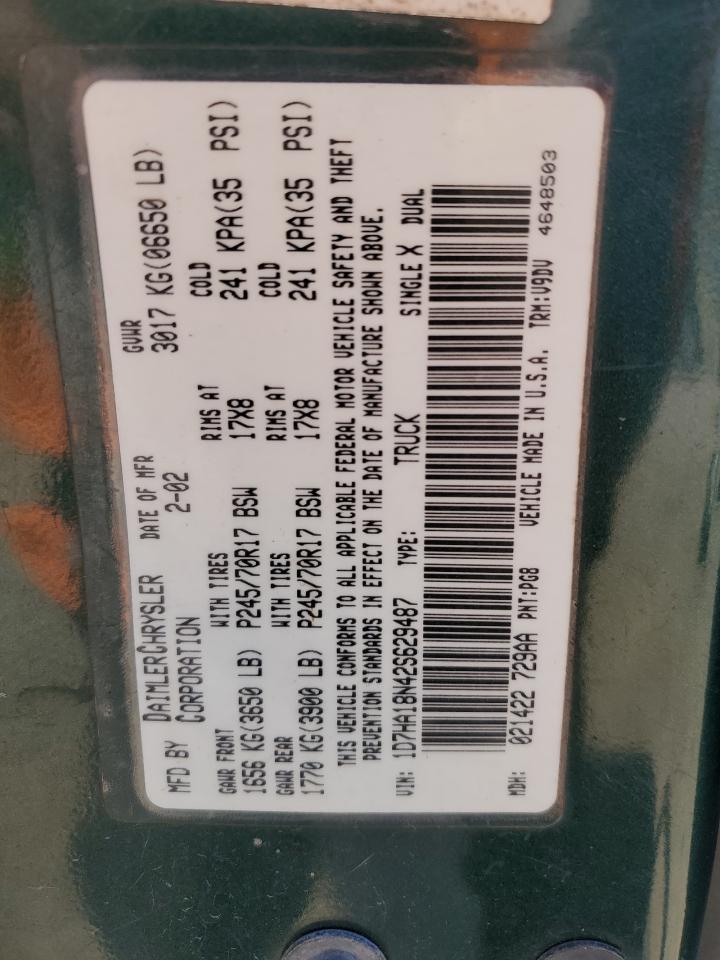 MFD BY DAIMLERCHRYSLER CORPORATION
DATE OF MFR 2-02
GVWR 3017 KG(06650 LB)
GAWR FRONT WITH TIRES RIMS AT COLD
1656 KG(3650 LB) P245/70R17 BSW 17X8 241 KPA(35 PSI)
GAWR REAR WITH TIRES RIMS AT COLD
1770 KG(3900 LB) P245/70R17 BSW 17X8 241 KPA(35 PSI)
THIS VEHICLE CONFORMS TO ALL APPLICABLE FEDERAL MOTOR VEHICLE SAFETY AND THEFT
PREVENTION STANDARDS IN EFFECT ON THE DATE OF MANUFACTURE SHOWN ABOVE.
VIN: 1D7HA18N42S629487 TYPE: TRUCK SINGLE X DUAL
MDH: 021422 729AA PNT:PG8 VEHICLE MADE IN U.S.A. TRM:V9DV
4648503